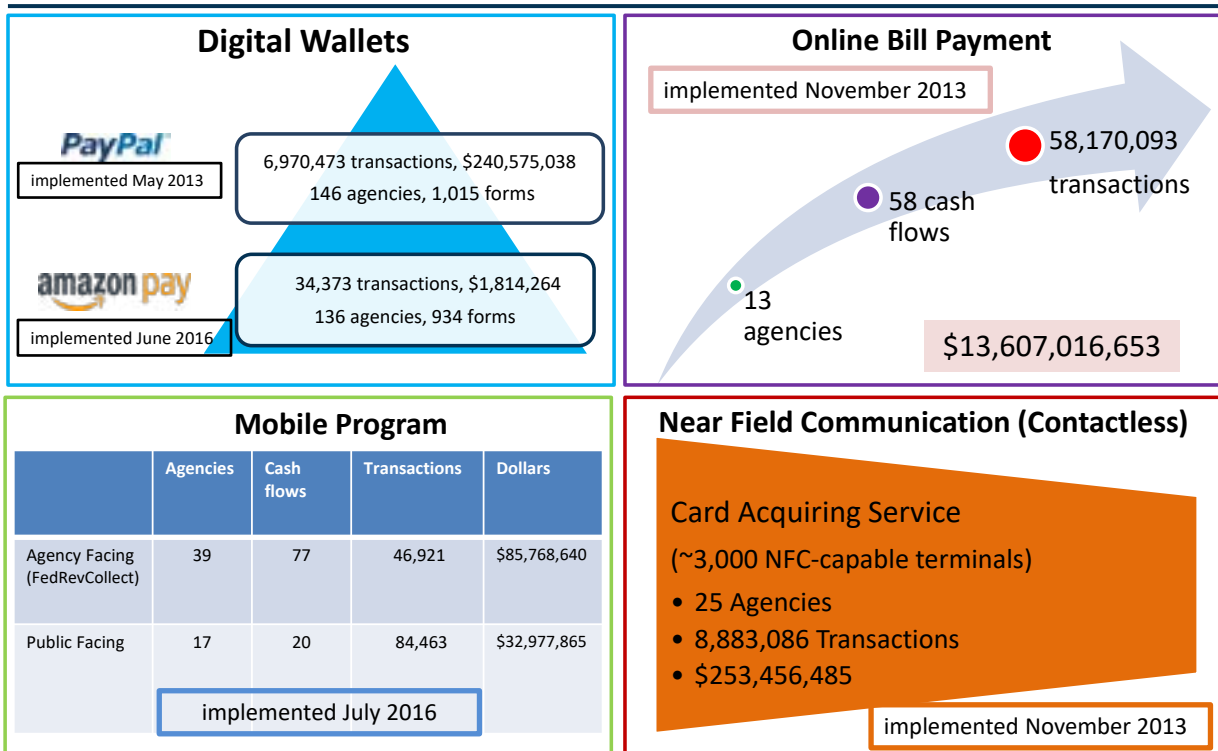 Digital Wallets
PayPal
implemented May 2013
6,970,473 transactions, $240,575,038
146 agencies, 1,015 forms
amazon pay
implemented June 2016
34,373 transactions, $1,814,264
136 agencies, 934 forms
Online Bill Payment
implemented November 2013
58,170,093
transactions
58 cash
flows
13
agencies
$13,607,016,653
Mobile Program
Agencies Cash Transactions Dollars
flows
Agency Facing 39 77 46,921 $85,768,640
(FedRevCollect)
Public Facing 17 20 84,463 $32,977,865
implemented July 2016
Near Field Communication (Contactless)
Card Acquiring Service
(~3,000 NFC-capable terminals)
• 25 Agencies
• 8,883,086 Transactions
• $253,456,485
implemented November 2013